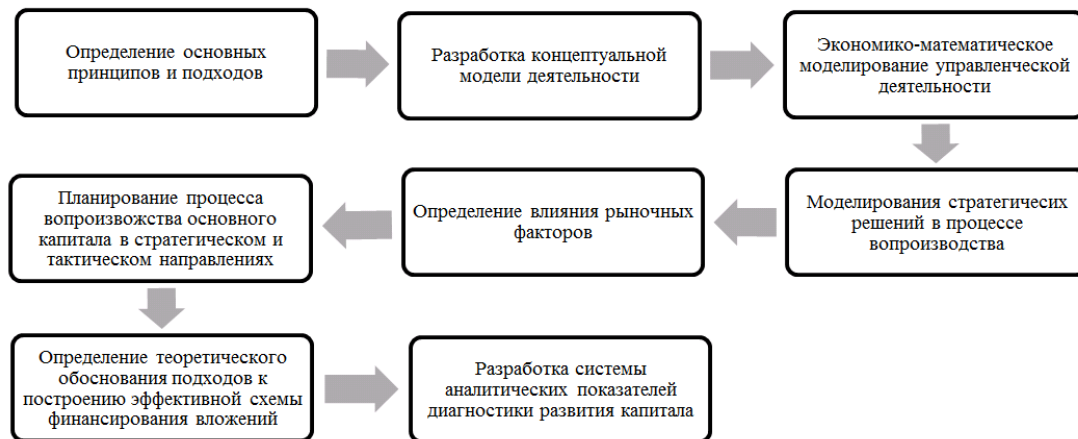 Определение основных
принципов и подходов
Разработка концептуальной
модели деятельности
Экономико-математическое
моделирование управленческой
деятельности
Моделирования стратегичесих
решений в процессе
вопроизводства
Определение влияния рыночных
факторов
Планирование процесса
вопроизвожства основного
капитала в стратегическом и
тактическом направлениях
Определение теоретического
обоснования подходов к
построению эффективной схемы
финансирования вложений
Разработка системы
аналитических показателей
диагностики развития капитала